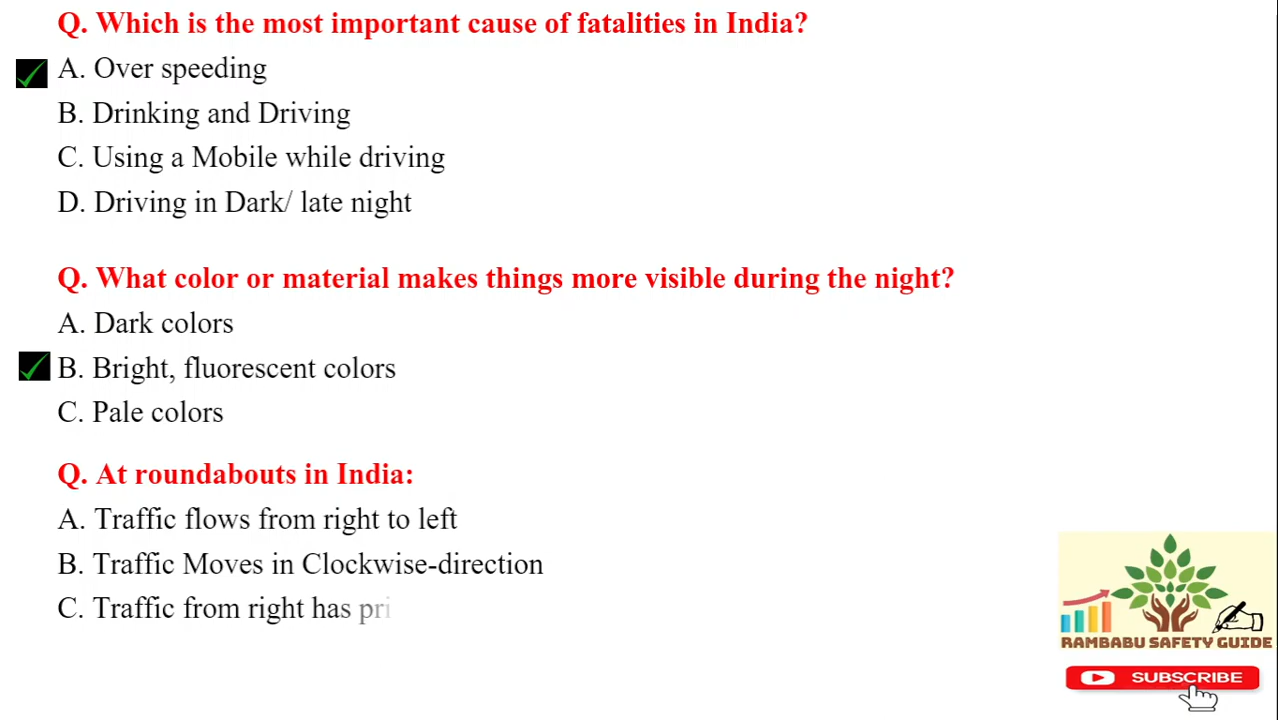 Q. Which is the most important cause of fatalities in India?
A. Over speeding
B. Drinking and Driving
C. Using a Mobile while driving
D. Driving in Dark/ late night
Q. What color or material makes things more visible during the night?
A. Dark colors
B. Bright, fluorescent colors
C. Pale colors
Q. At roundabouts in India:
A. Traffic flows from right to left
B. Traffic Moves in Clockwise-direction
C. Traffic from right has pri
RAMBABU SAFETY GUIDE
SUBSCRIBE